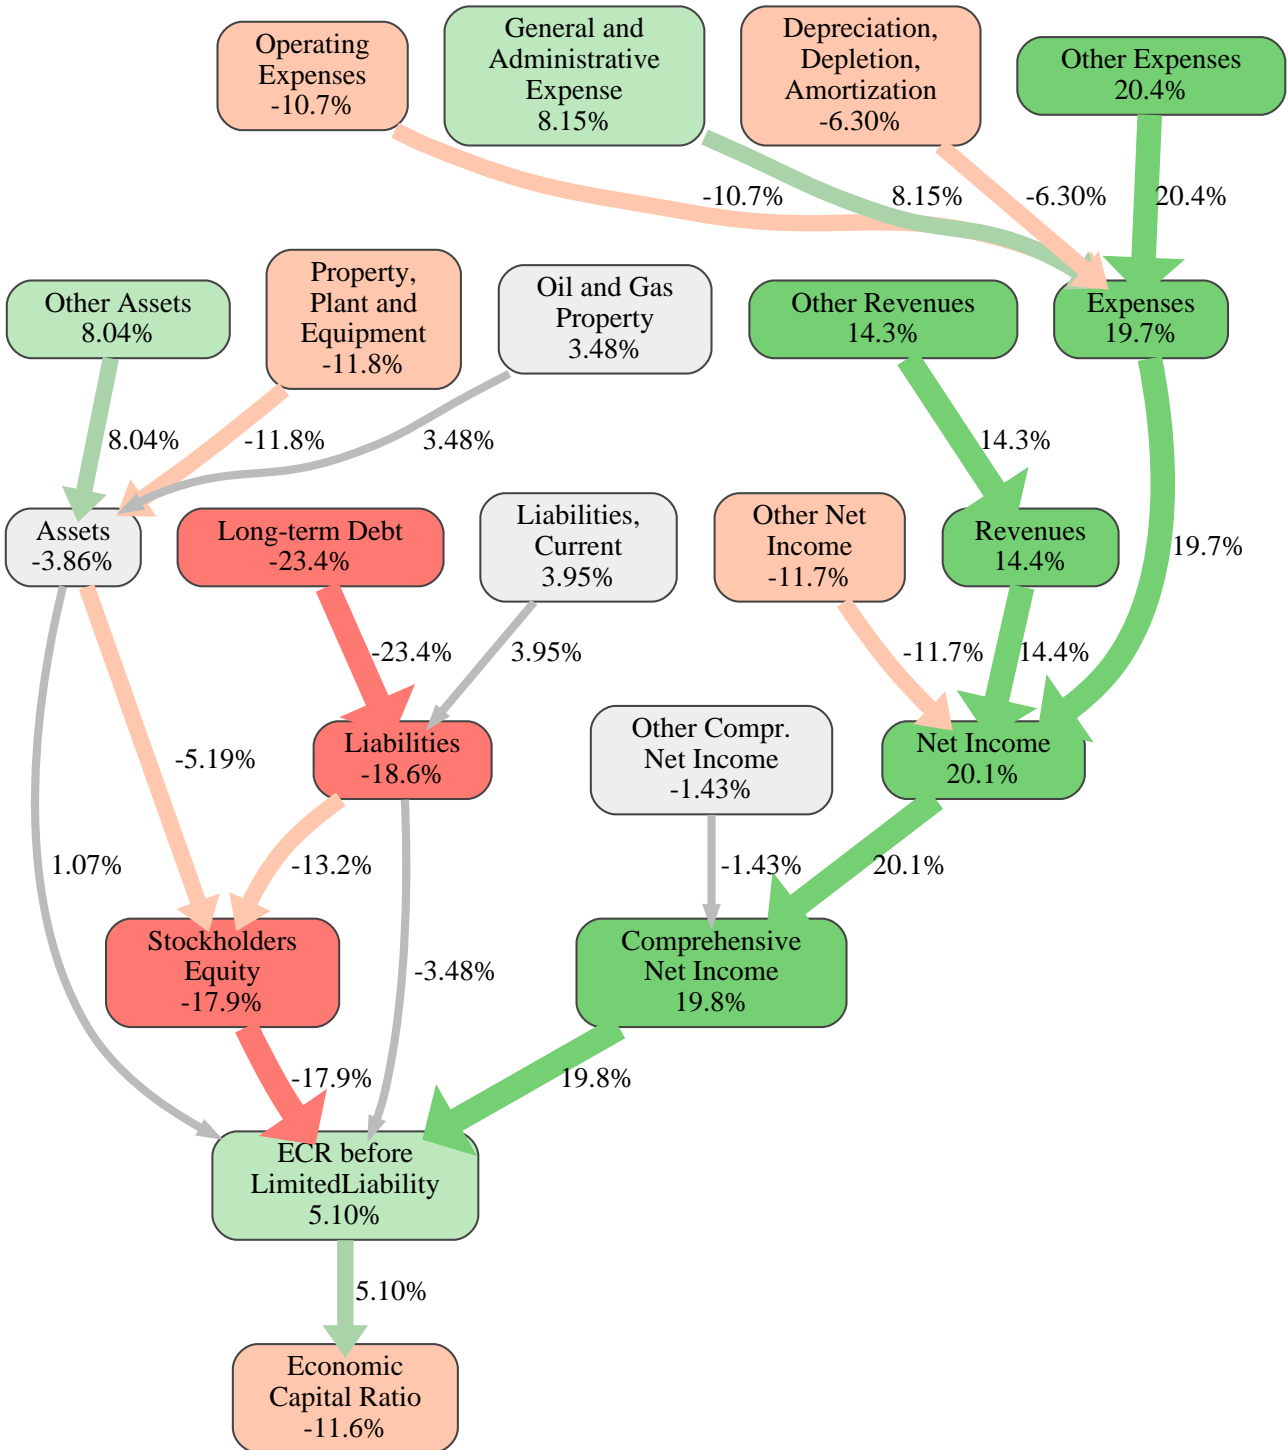 Operating
Expenses
-10.7%
General and
Administrative
Expense
8.15%
Depreciation,
Depletion,
Amortization
-6.30%
Other Expenses
20.4%
-10.7%
8.15%
-6.30%
20.4%
Other Assets
8.04%
Property,
Plant and
Equipment
-11.8%
Oil and Gas
Property
3.48%
Other Revenues
14.3%
Expenses
19.7%
8.04%
-11.8%
3.48%
14.3%
19.7%
Assets
-3.86%
Long-term Debt
-23.4%
Liabilities,
Current
3.95%
Other Net
Income
-11.7%
Revenues
14.4%
-23.4%
3.95%
-11.7%
14.4%
-5.19%
Liabilities
-18.6%
Other Compr.
Net Income
-1.43%
Net Income
20.1%
1.07%
-13.2%
-1.43%
20.1%
Stockholders
Equity
-17.9%
-3.48%
Comprehensive
Net Income
19.8%
-17.9%
19.8%
ECR before
LimitedLiability
5.10%
5.10%
Economic
Capital Ratio
-11.6%